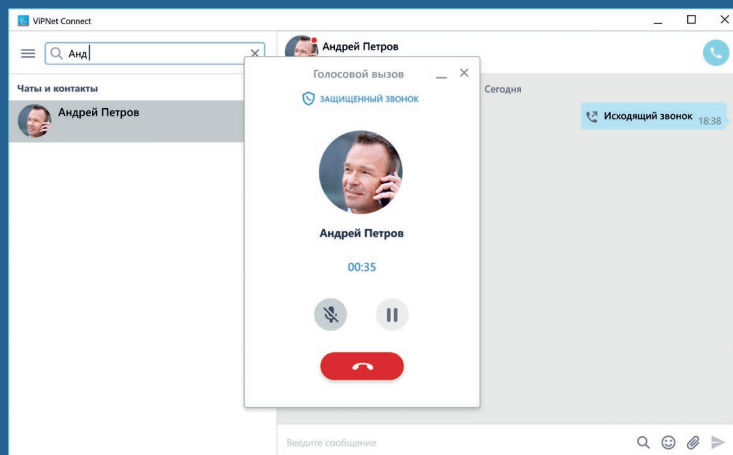 ViPNet Connect
Анд
Чаты и контакты
Андрей Петров
Андрей Петров
Сегодня
Исходящий звонок 18:38
Голосовой вызов
ЗАЩИЩЕННЫЙ ЗВОНОК
Андрей Петров
00:35
Введите сообщение